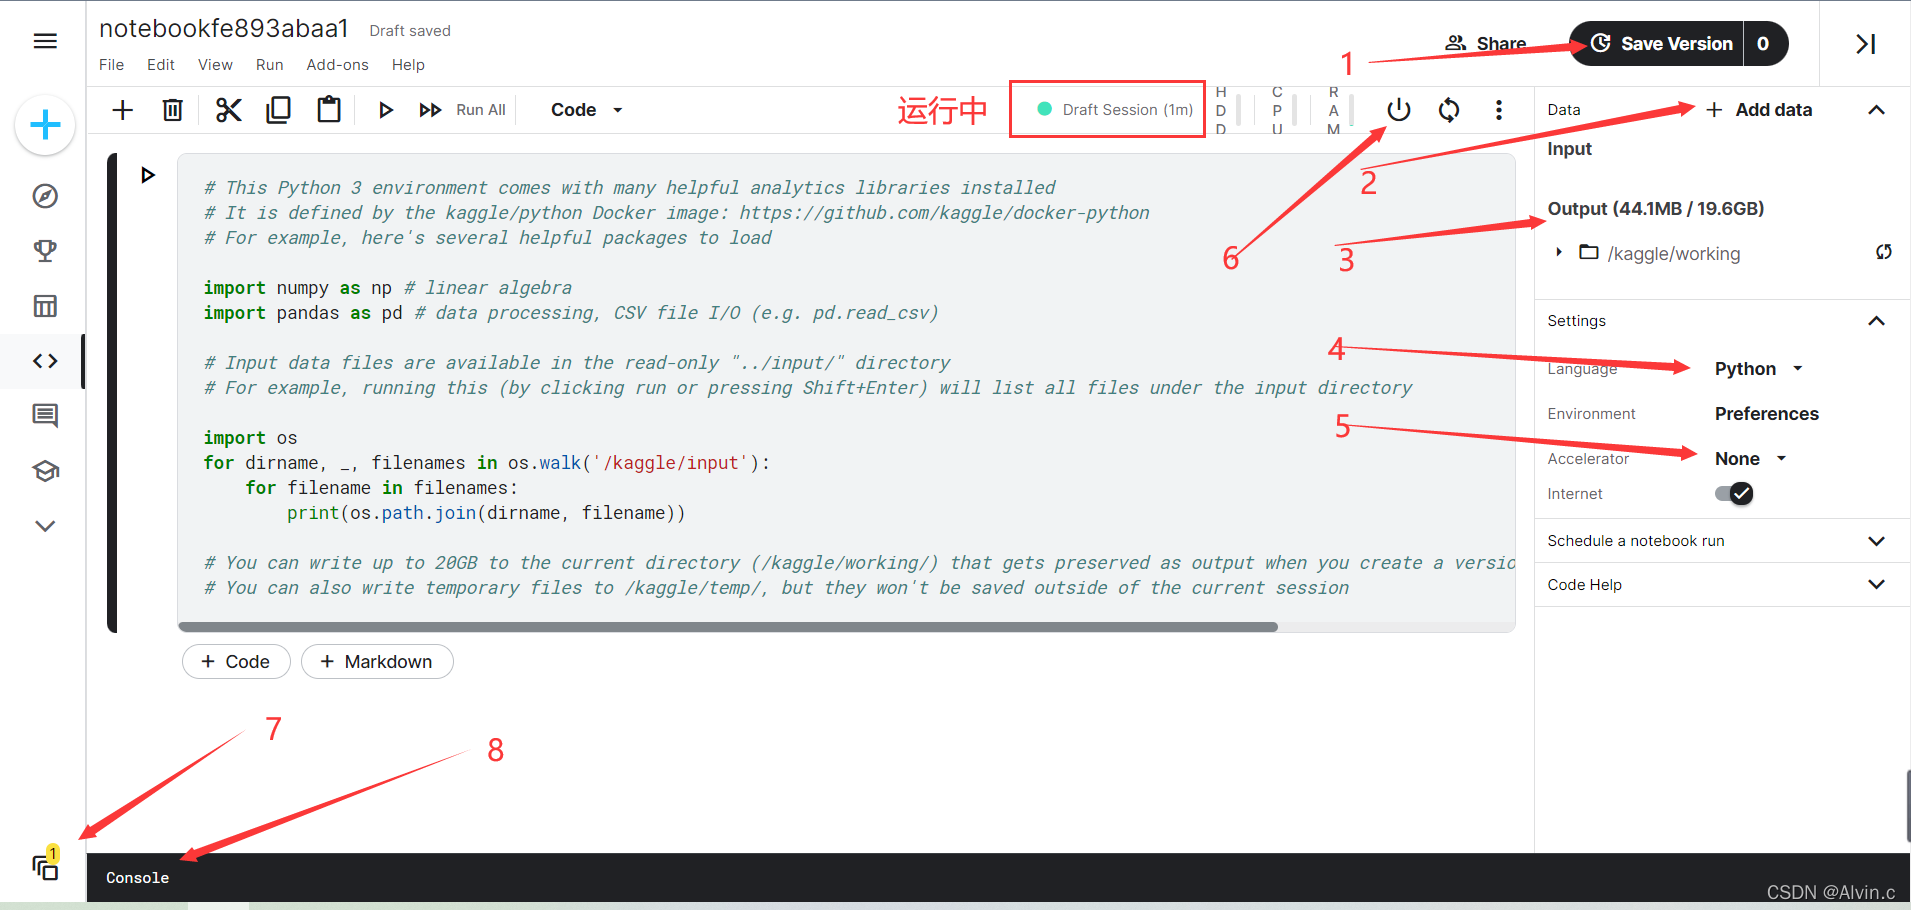 notebookfe893abaa1 Draft saved
File Edit View Run Add-ons Help
Share
Save Version 0
1
Run All Code
运行中
Draft Session (1m)
HDD
CPU
RAM
Data
Add data
Input
2
Output (44.1MB / 19.6GB)
3
/kaggle/working
6
Settings
4
Language Python
Environment Preferences
5
Accelerator None
Internet
Schedule a notebook run
Code Help
# This Python 3 environment comes with many helpful analytics libraries installed
# It is defined by the kaggle/python Docker image: https://github.com/kaggle/docker-python
# For example, here's several helpful packages to load
import numpy as np # linear algebra
import pandas as pd # data processing, CSV file I/O (e.g. pd.read_csv)
# Input data files are available in the read-only "../input/" directory
# For example, running this (by clicking run or pressing Shift+Enter) will list all files under the input directory
import os
for dirname, _, filenames in os.walk('/kaggle/input'):
    for filename in filenames:
        print(os.path.join(dirname, filename))
# You can write up to 20GB to the current directory (/kaggle/working/) that gets preserved as output when you create a versio
# You can also write temporary files to /kaggle/temp/, but they won't be saved outside of the current session
+ Code + Markdown
7
8
1
Console
CSDN @Alvin.c